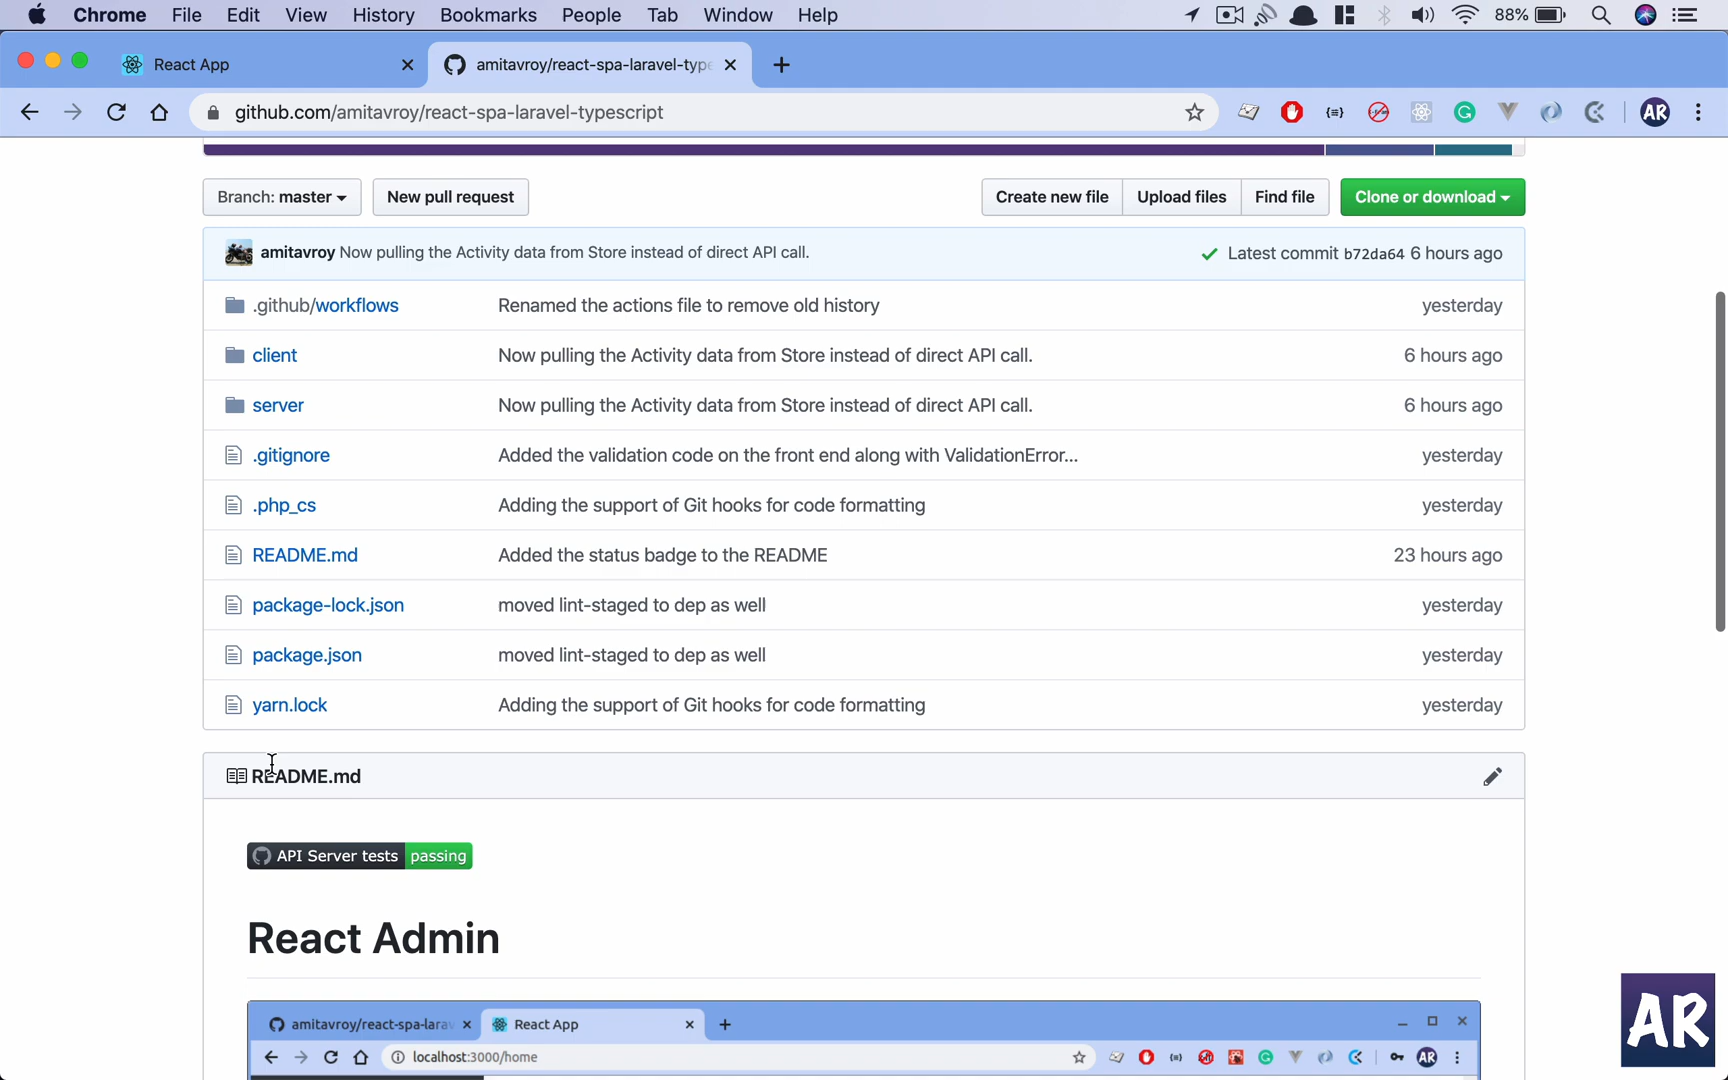 Chrome File Edit View History Bookmarks People Tab Window Help 88%
React App amitavroy/react-spa-laravel-type
github.com/amitavroy/react-spa-laravel-typescript AR
Branch: master New pull request Create new file Upload files Find file Clone or download
amitavroy Now pulling the Activity data from Store instead of direct API call. Latest commit b72da64 6 hours ago
.github/workflows Renamed the actions file to remove old history yesterday
client Now pulling the Activity data from Store instead of direct API call. 6 hours ago
server Now pulling the Activity data from Store instead of direct API call. 6 hours ago
.gitignore Added the validation code on the front end along with ValidationError... yesterday
.php_cs Adding the support of Git hooks for code formatting yesterday
README.md Added the status badge to the README 23 hours ago
package-lock.json moved lint-staged to dep as well yesterday
package.json moved lint-staged to dep as well yesterday
yarn.lock Adding the support of Git hooks for code formatting yesterday
README.md
API Server tests passing
React Admin
amitavroy/react-spa-larav React App
localhost:3000/home AR
AR